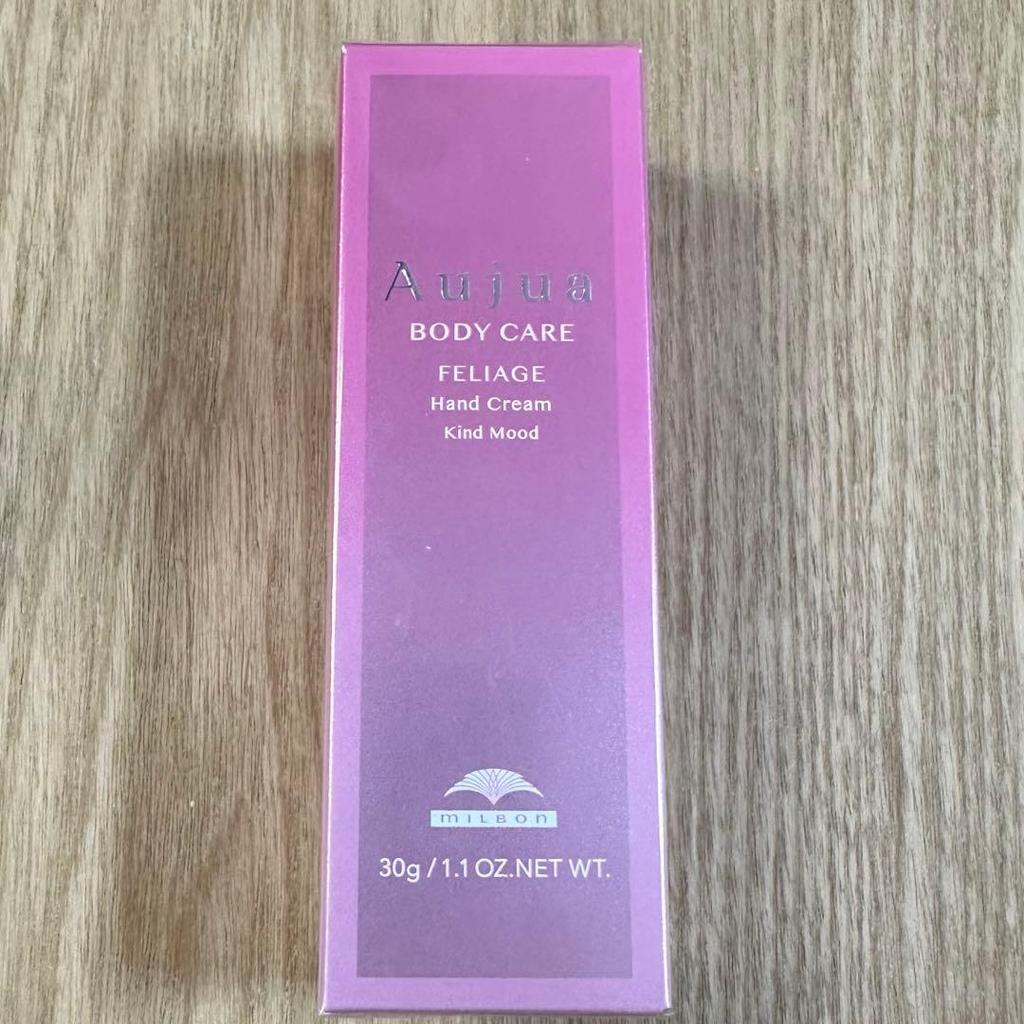 Aujua
BODY CARE
FELIAGE
Hand Cream
Kind Mood
MILBON
30g / 1.1 OZ.NET WT.